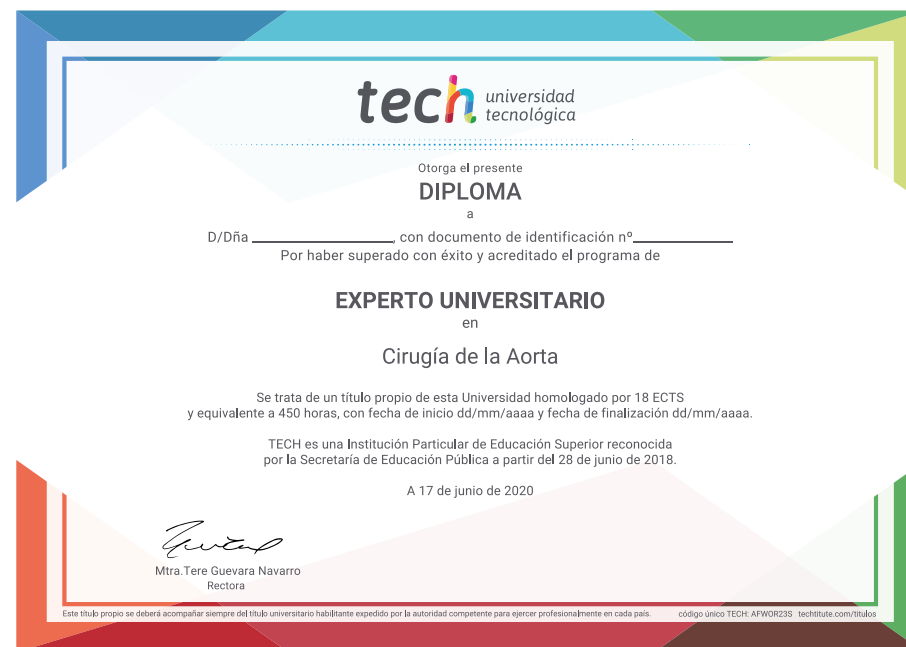 tech universidad
tecnológica
Otorga el presente
DIPLOMA
a
D/Dña ____________________, con documento de identificación nº______________
Por haber superado con éxito y acreditado el programa de
EXPERTO UNIVERSITARIO
en
Cirugía de la Aorta
Se trata de un título propio de esta Universidad homologado por 18 ECTS
y equivalente a 450 horas, con fecha de inicio dd/mm/aaaa y fecha de finalización dd/mm/aaaa.
TECH es una Institución Particular de Educación Superior reconocida
por la Secretaría de Educación Pública a partir del 28 de junio de 2018.
A 17 de junio de 2020
Mtra.Tere Guevara Navarro
Rectora
Este título propio se deberá acompañar siempre del título universitario habilitante expedido por la autoridad competente para ejercer profesionalmente en cada país. código único TECH: AFWOR23S techtitute.com/titulos